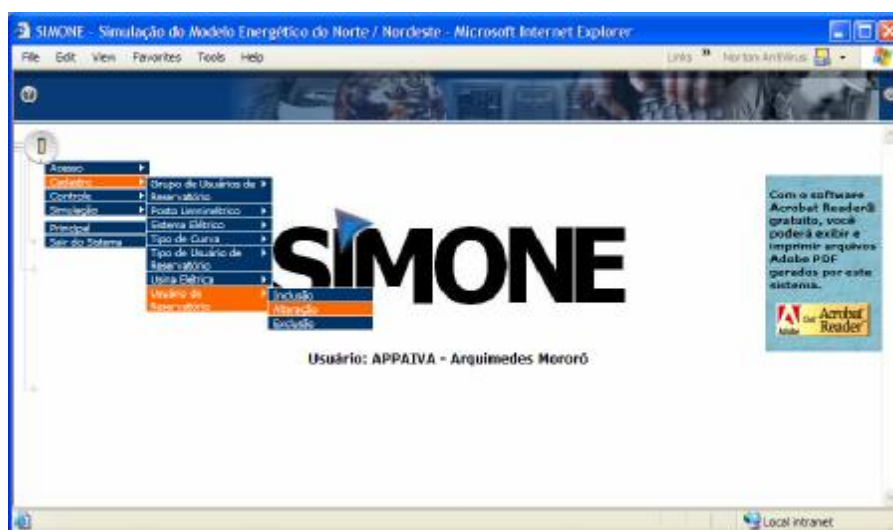 SIMONE - Simulação do Modelo Energético do Norte / Nordeste - Microsoft Internet Explorer
File Edit View Favorites Tools Help
Links » Norton AntiVirus
Acesso
Cadastro
Controle
Simulação
Principal
Sair do Sistema
Grupo de Usuários de
Reservatório
Posto Linnimétrico
Sistema Elétrico
Tipo de Curva
Tipo de Usuário de
Reservatório
Usina Elétrica
Usuário de
Reservatório
Inclusão
Alteração
Exclusão
SIMONE
Usuário: APPAIVA - Arquimedes Mororó
Com o software
Acrobat Reader®
gratuito, você
poderá exibir e
imprimir arquivos
Adobe PDF
gerados por este
sistema.
Adobe
Get Acrobat
Reader
Local intranet